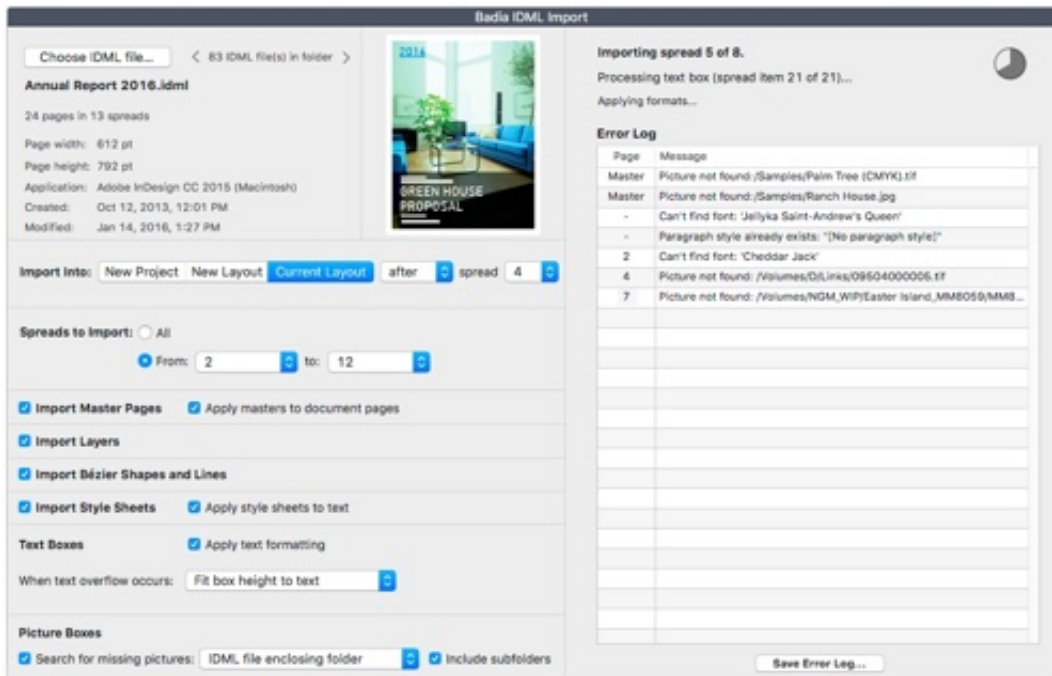 Badia IDML Import
Choose IDML file...
83 IDML file(s) in folder
Annual Report 2016.idml
24 pages in 13 spreads
Page width: 612 pt
Page height: 792 pt
Application: Adobe InDesign CC 2015 (Macintosh)
Created: Oct 12, 2013, 12:01 PM
Modified: Jan 14, 2016, 1:27 PM
2016
GREEN HOUSE
PROPOSAL
Import Into: New Project New Layout Current Layout after spread 4
Spreads to Import: All
From: 2 to: 12
Import Master Pages Apply masters to document pages
Import Layers
Import Bézier Shapes and Lines
Import Style Sheets Apply style sheets to text
Text Boxes Apply text formatting
When text overflow occurs: Fit box height to text
Picture Boxes
Search for missing pictures: IDML file enclosing folder Include subfolders
Importing spread 5 of 8.
Processing text box (spread item 21 of 21)...
Applying formats...
Error Log
Page Message
Master Picture not found:/Samples/Palm Tree (CMYK).tif
Master Picture not found:/Samples/Ranch House.jpg
- Can't find font: 'Jellyka Saint-Andrew's Queen'
- Paragraph style already exists: "[No paragraph style]"
2 Can't find font: 'Cheddar Jack'
4 Picture not found: /Volumes/D/Links/09504000005.tif
7 Picture not found: /Volumes/NGM_WIP/Easter Island_MM8059/MM8...
Save Error Log...